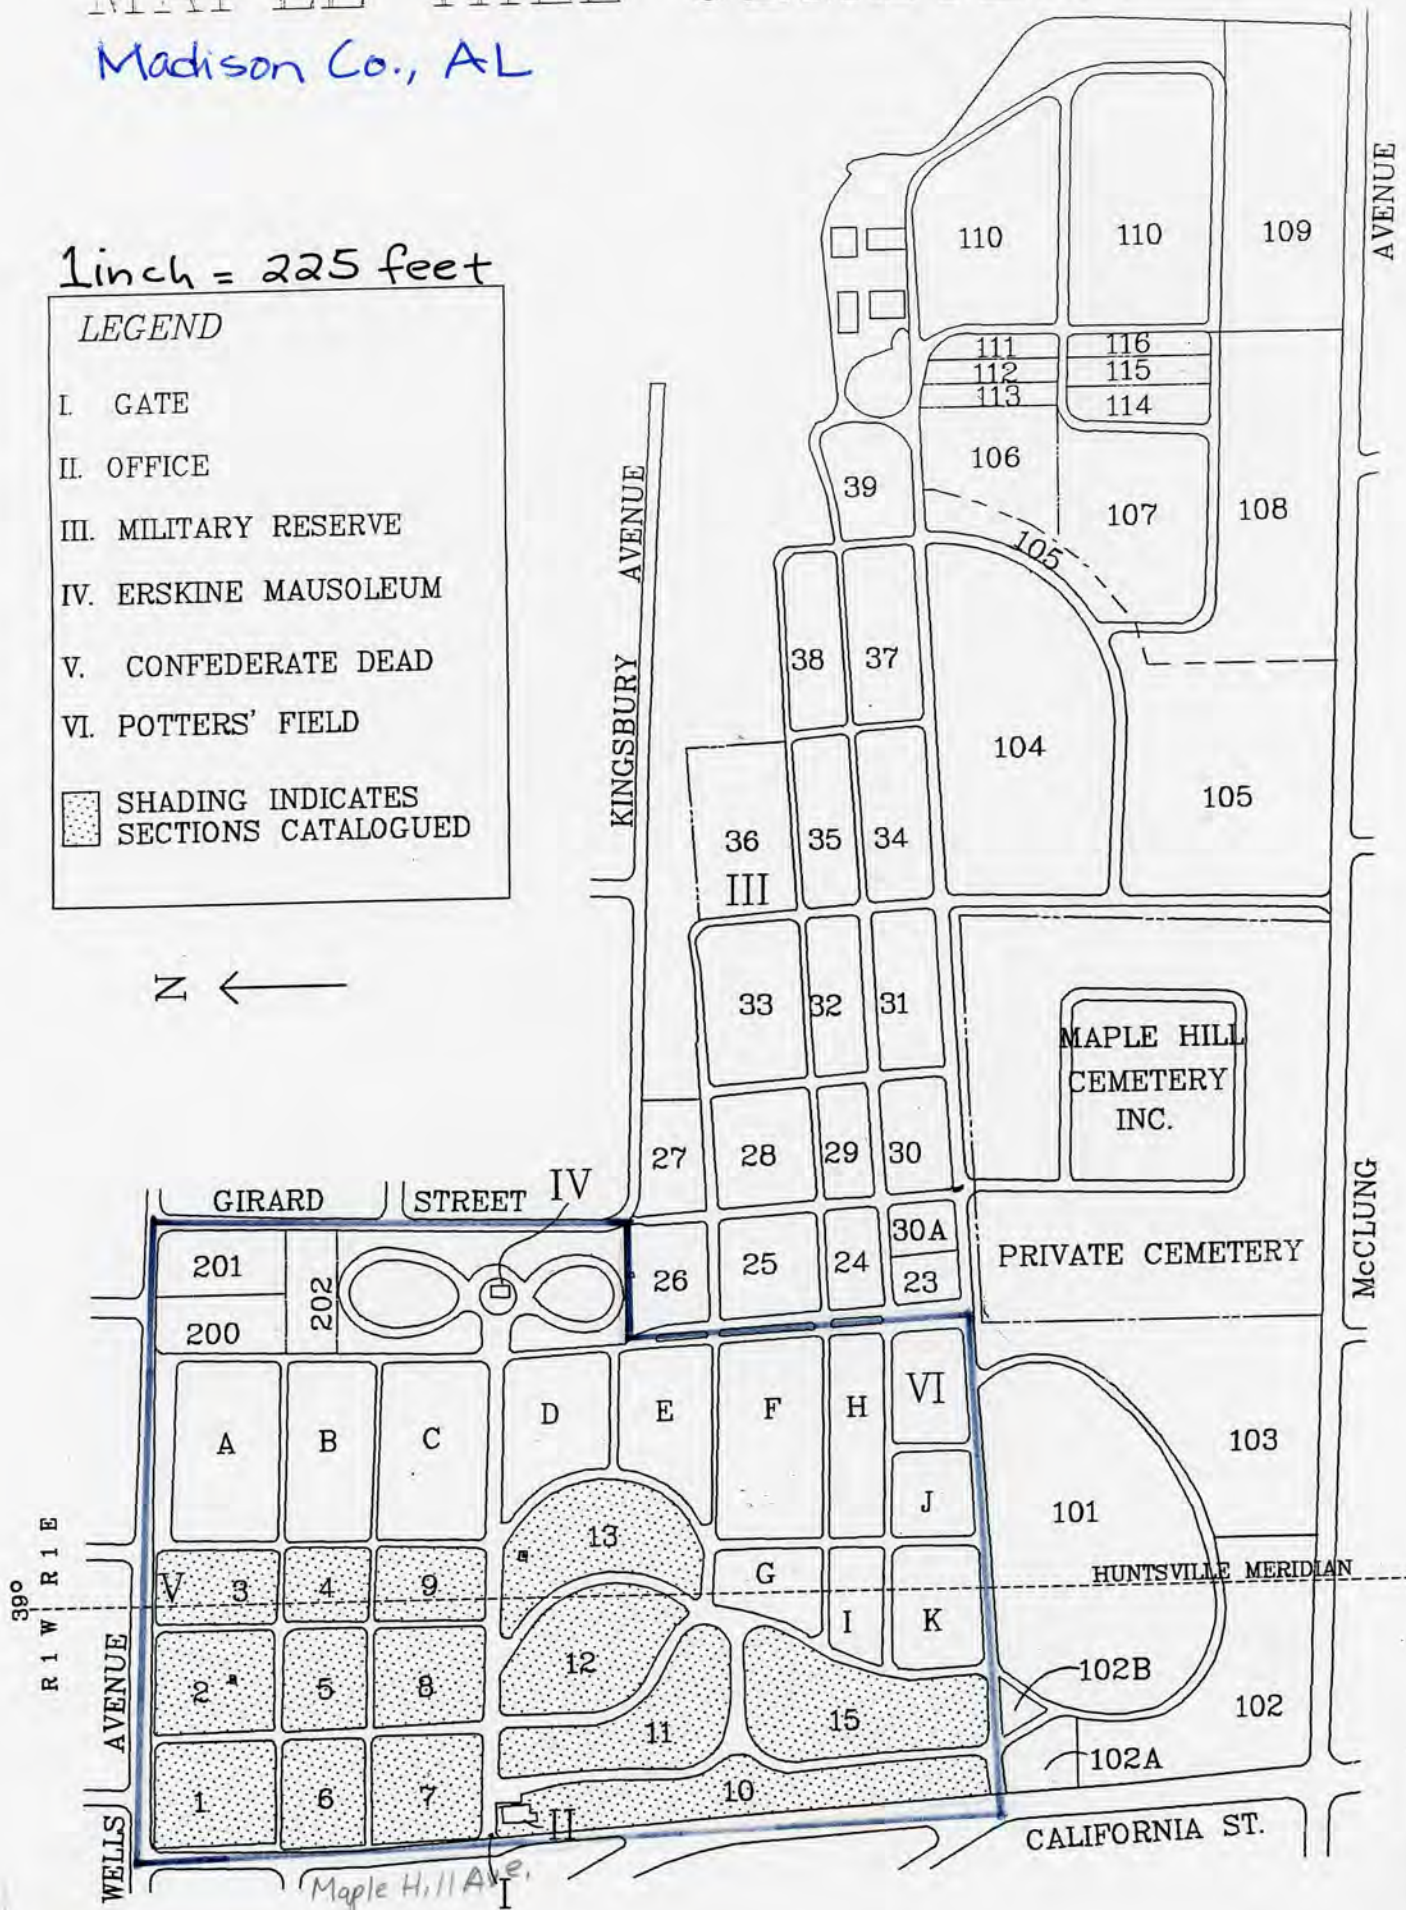 MAPLE HILL
Madison Co., AL
1inch = 225 feet
LEGEND
I. GATE
II. OFFICE
III. MILITARY RESERVE
IV. ERSKINE MAUSOLEUM
V. CONFEDERATE DEAD
VI. POTTERS' FIELD
SHADING INDICATES
SECTIONS CATALOGUED
N
AVENUE
110
110
109
111
116
112
115
113
114
106
39
107
108
105
KINGSBURY AVENUE
38
37
104
105
36
35
34
III
33
32
31
MAPLE HILL
CEMETERY
INC.
27
28
29
30
GIRARD STREET
IV
McCLUNG
201
202
200
26
25
24
30A
23
PRIVATE CEMETERY
A
B
C
D
E
F
H
VI
103
J
101
13
V
3
4
9
G
HUNTSVILLE MERIDIAN
39°
R1W R1E
I
K
2
5
8
12
102B
11
15
102
102A
1
6
7
10
WELLS AVENUE
II
CALIFORNIA ST.
Maple Hill Ave.
I